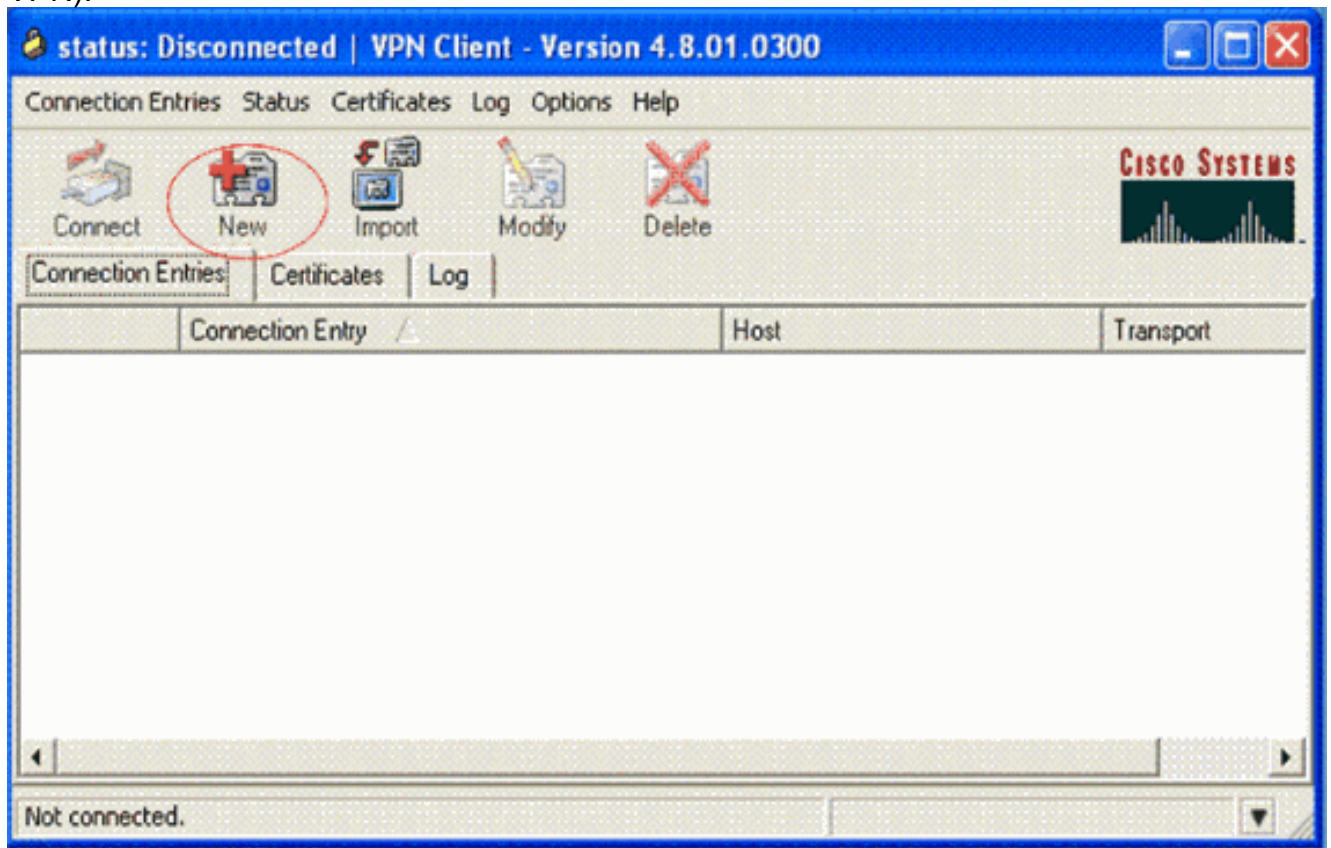 VPN).
status: Disconnected | VPN Client - Version 4.8.01.0300
Connection Entries Status Certificates Log Options Help
CISCO SYSTEMS
Connect New Import Modify Delete
Connection Entries Certificates Log
Connection Entry Host Transport
Not connected.